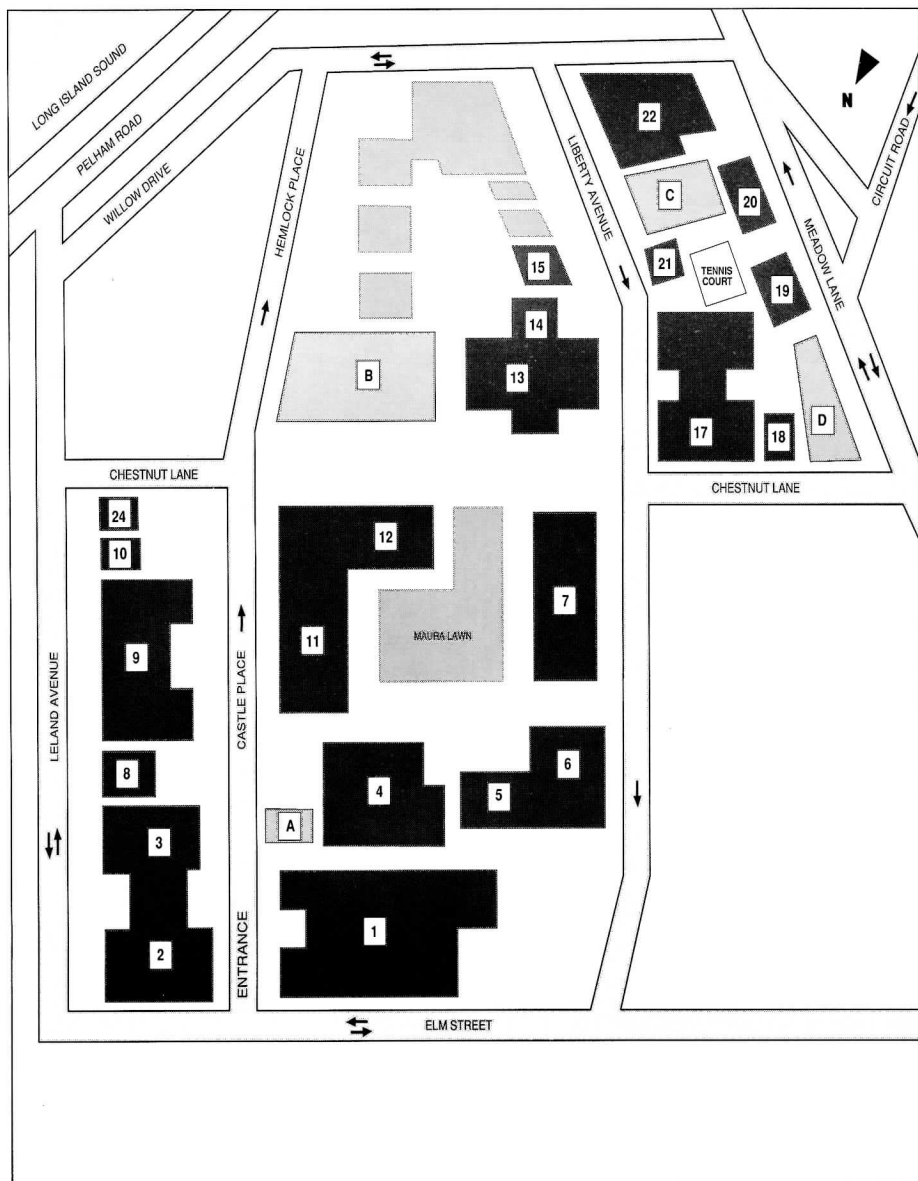 LONG ISLAND SOUND
PELHAM ROAD
WILLOW DRIVE
HEMLOCK PLACE
LIBERTY AVENUE
N
CIRCUIT ROAD
MEADOW LANE
22
C
20
21
TENNIS
COURT
19
15
14
13
B
17
18
D
CHESTNUT LANE
CHESTNUT LANE
24
10
12
7
9
11
MAURA LAWN
LELAND AVENUE
CASTLE PLACE
8
6
4
5
A
3
1
2
ENTRANCE
ELM STREET